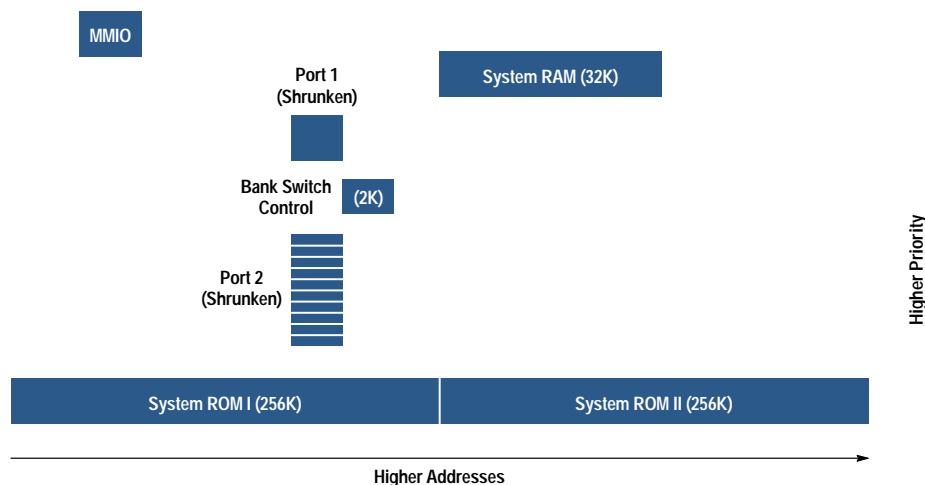 MMIO
Port 1
(Shrunken)
System RAM (32K)
Bank Switch
Control
(2K)
Port 2
(Shrunken)
Higher Priority
System ROM I (256K)
System ROM II (256K)
Higher Addresses